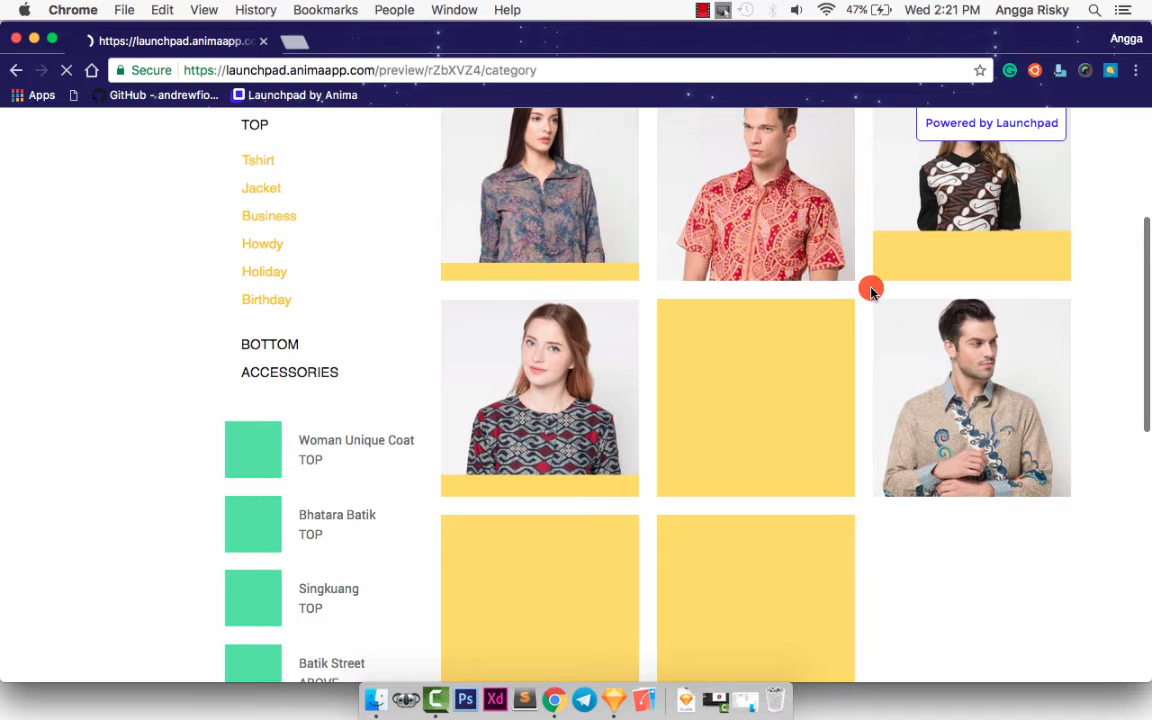 Chrome File Edit View History Bookmarks People Window Help 47% Wed 2:21 PM Angga Risky
https://launchpad.animaapp.co
Angga
Secure https://launchpad.animaapp.com/preview/rZbXVZ4/category
Apps GitHub - andrewfio... Launchpad by Anima
Powered by Launchpad
TOP
Tshirt
Jacket
Business
Howdy
Holiday
Birthday
BOTTOM
ACCESSORIES
Woman Unique Coat
TOP
Bhatara Batik
TOP
Singkuang
TOP
Batik Street
ABOVE
Ps Xd S